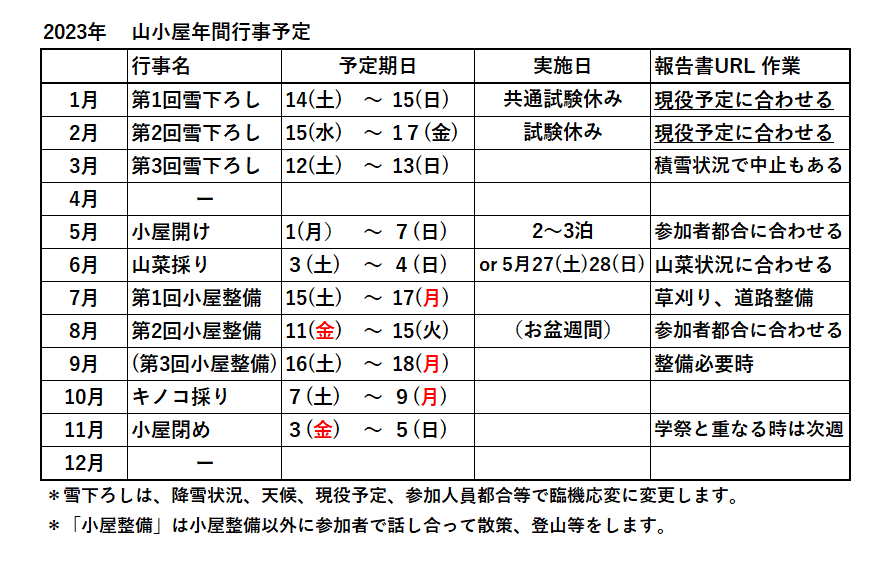 2023年　山小屋年間行事予定
行事名　予定期日　実施日　報告書URL 作業
1月　第1回雪下ろし　14(土)　～ 15(日)　共通試験休み　現役予定に合わせる
2月　第2回雪下ろし　15(水)　～ 1７(金)　試験休み　現役予定に合わせる
3月　第3回雪下ろし　12(土)　～ 13(日)　積雪状況で中止もある
4月　ー
5月　小屋開け　1(月）　～ ７(日)　2～3泊　参加者都合に合わせる
6月　山菜採り　３(土)　～ ４(日)　or 5月27(土)28(日)　山菜状況に合わせる
7月　第1回小屋整備　15(土)　～ 17(月)　草刈り、道路整備
8月　第2回小屋整備　11(金)　～ 15(火)　（お盆週間）　参加者都合に合わせる
9月　(第3回小屋整備)　16(土)　～ 18(月)　整備必要時
10月　キノコ採り　７(土)　～ ９(月)
11月　小屋閉め　３(金)　～ ５(日)　学祭と重なる時は次週
12月　ー
＊雪下ろしは、降雪状況、天候、現役予定、参加人員都合等で臨機応変に変更します。
＊「小屋整備」は小屋整備以外に参加者で話し合って散策、登山等をします。